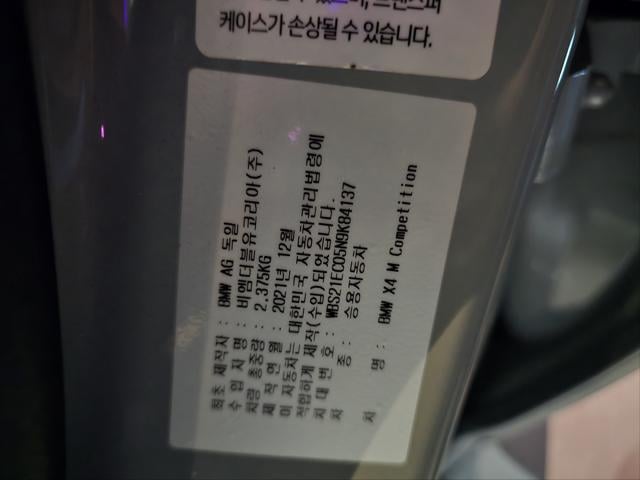 케이스가 손상될 수 있습니다.
최초 제작자 : BMW AG 독일
수 입 자 명 : 비엠더블유코리아(주)
차량 총중량 : 2,375KG
제 작 연 월 : 2021년 12월
이 자동차는 대한민국 자동차관리법령에
적합하게 제작(수입)되었습니다.
차 대 번 호 : WBS21EC05N9K84137
차 종 : 승용자동차
차 명 : BMW X4 M Competition